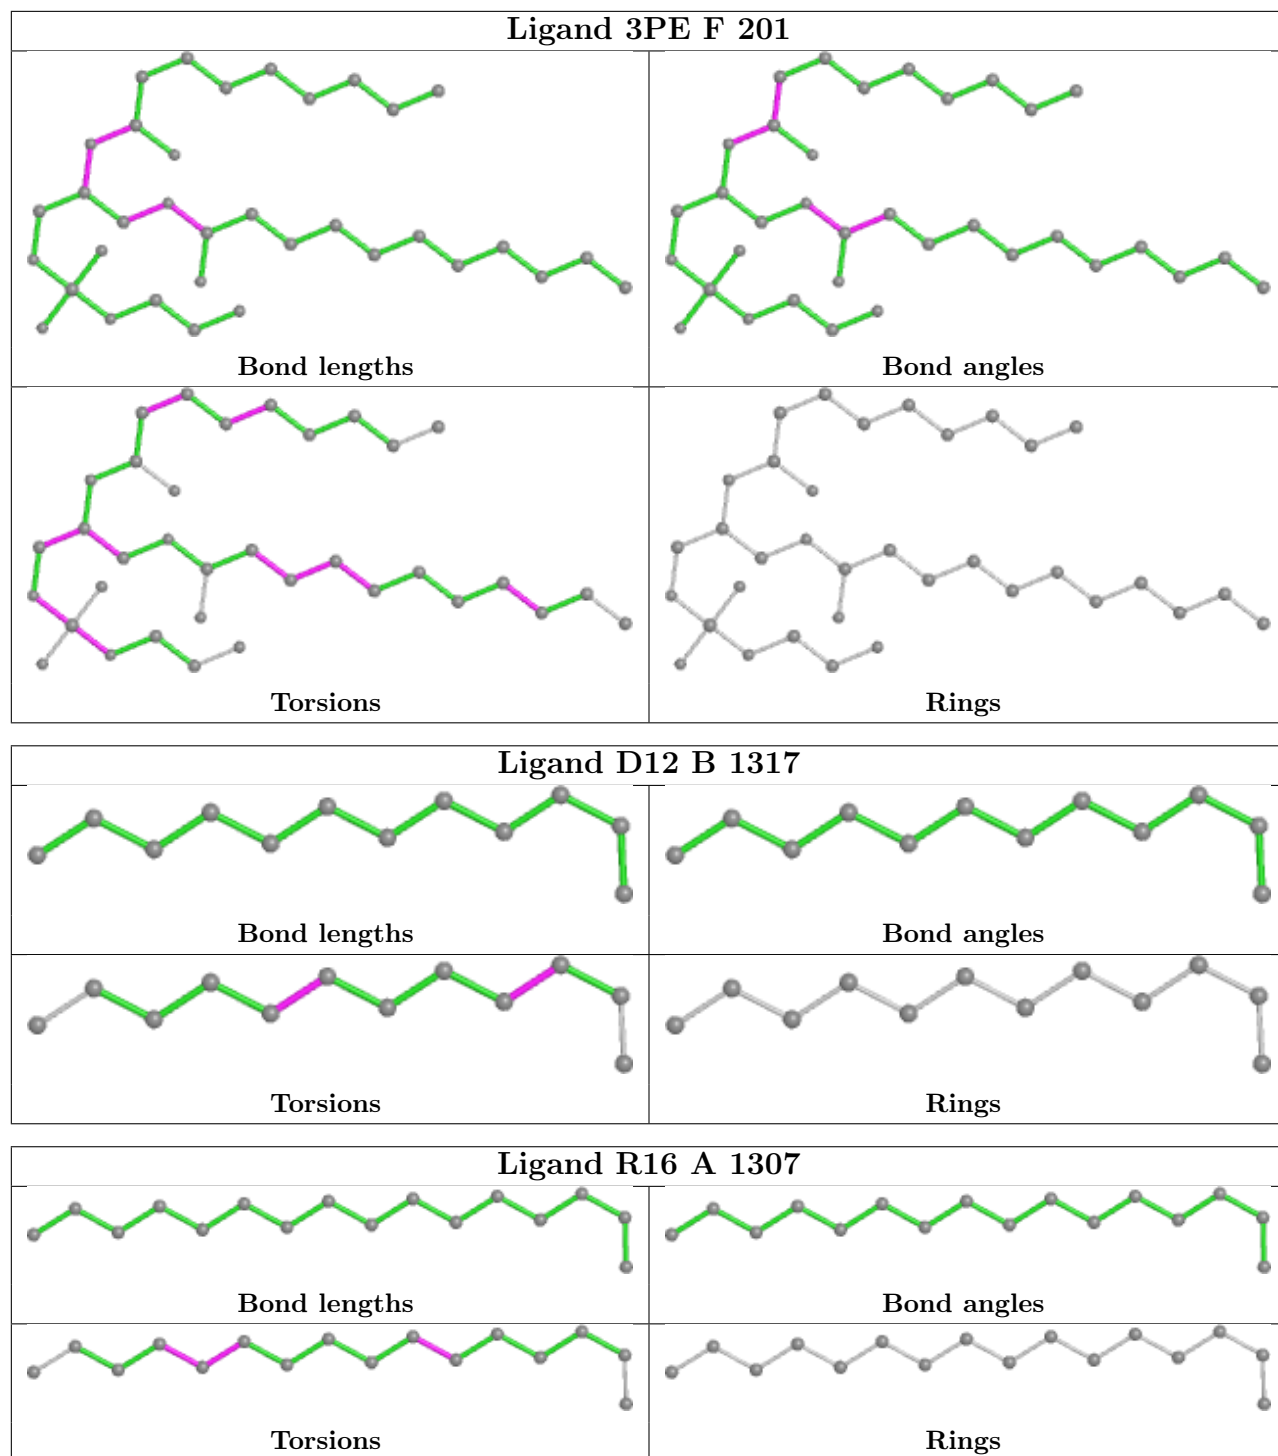 Ligand 3PE F 201
Bond lengths
Bond angles
Torsions
Rings
Ligand D12 B 1317
Bond lengths
Bond angles
Torsions
Rings
Ligand R16 A 1307
Bond lengths
Bond angles
Torsions
Rings